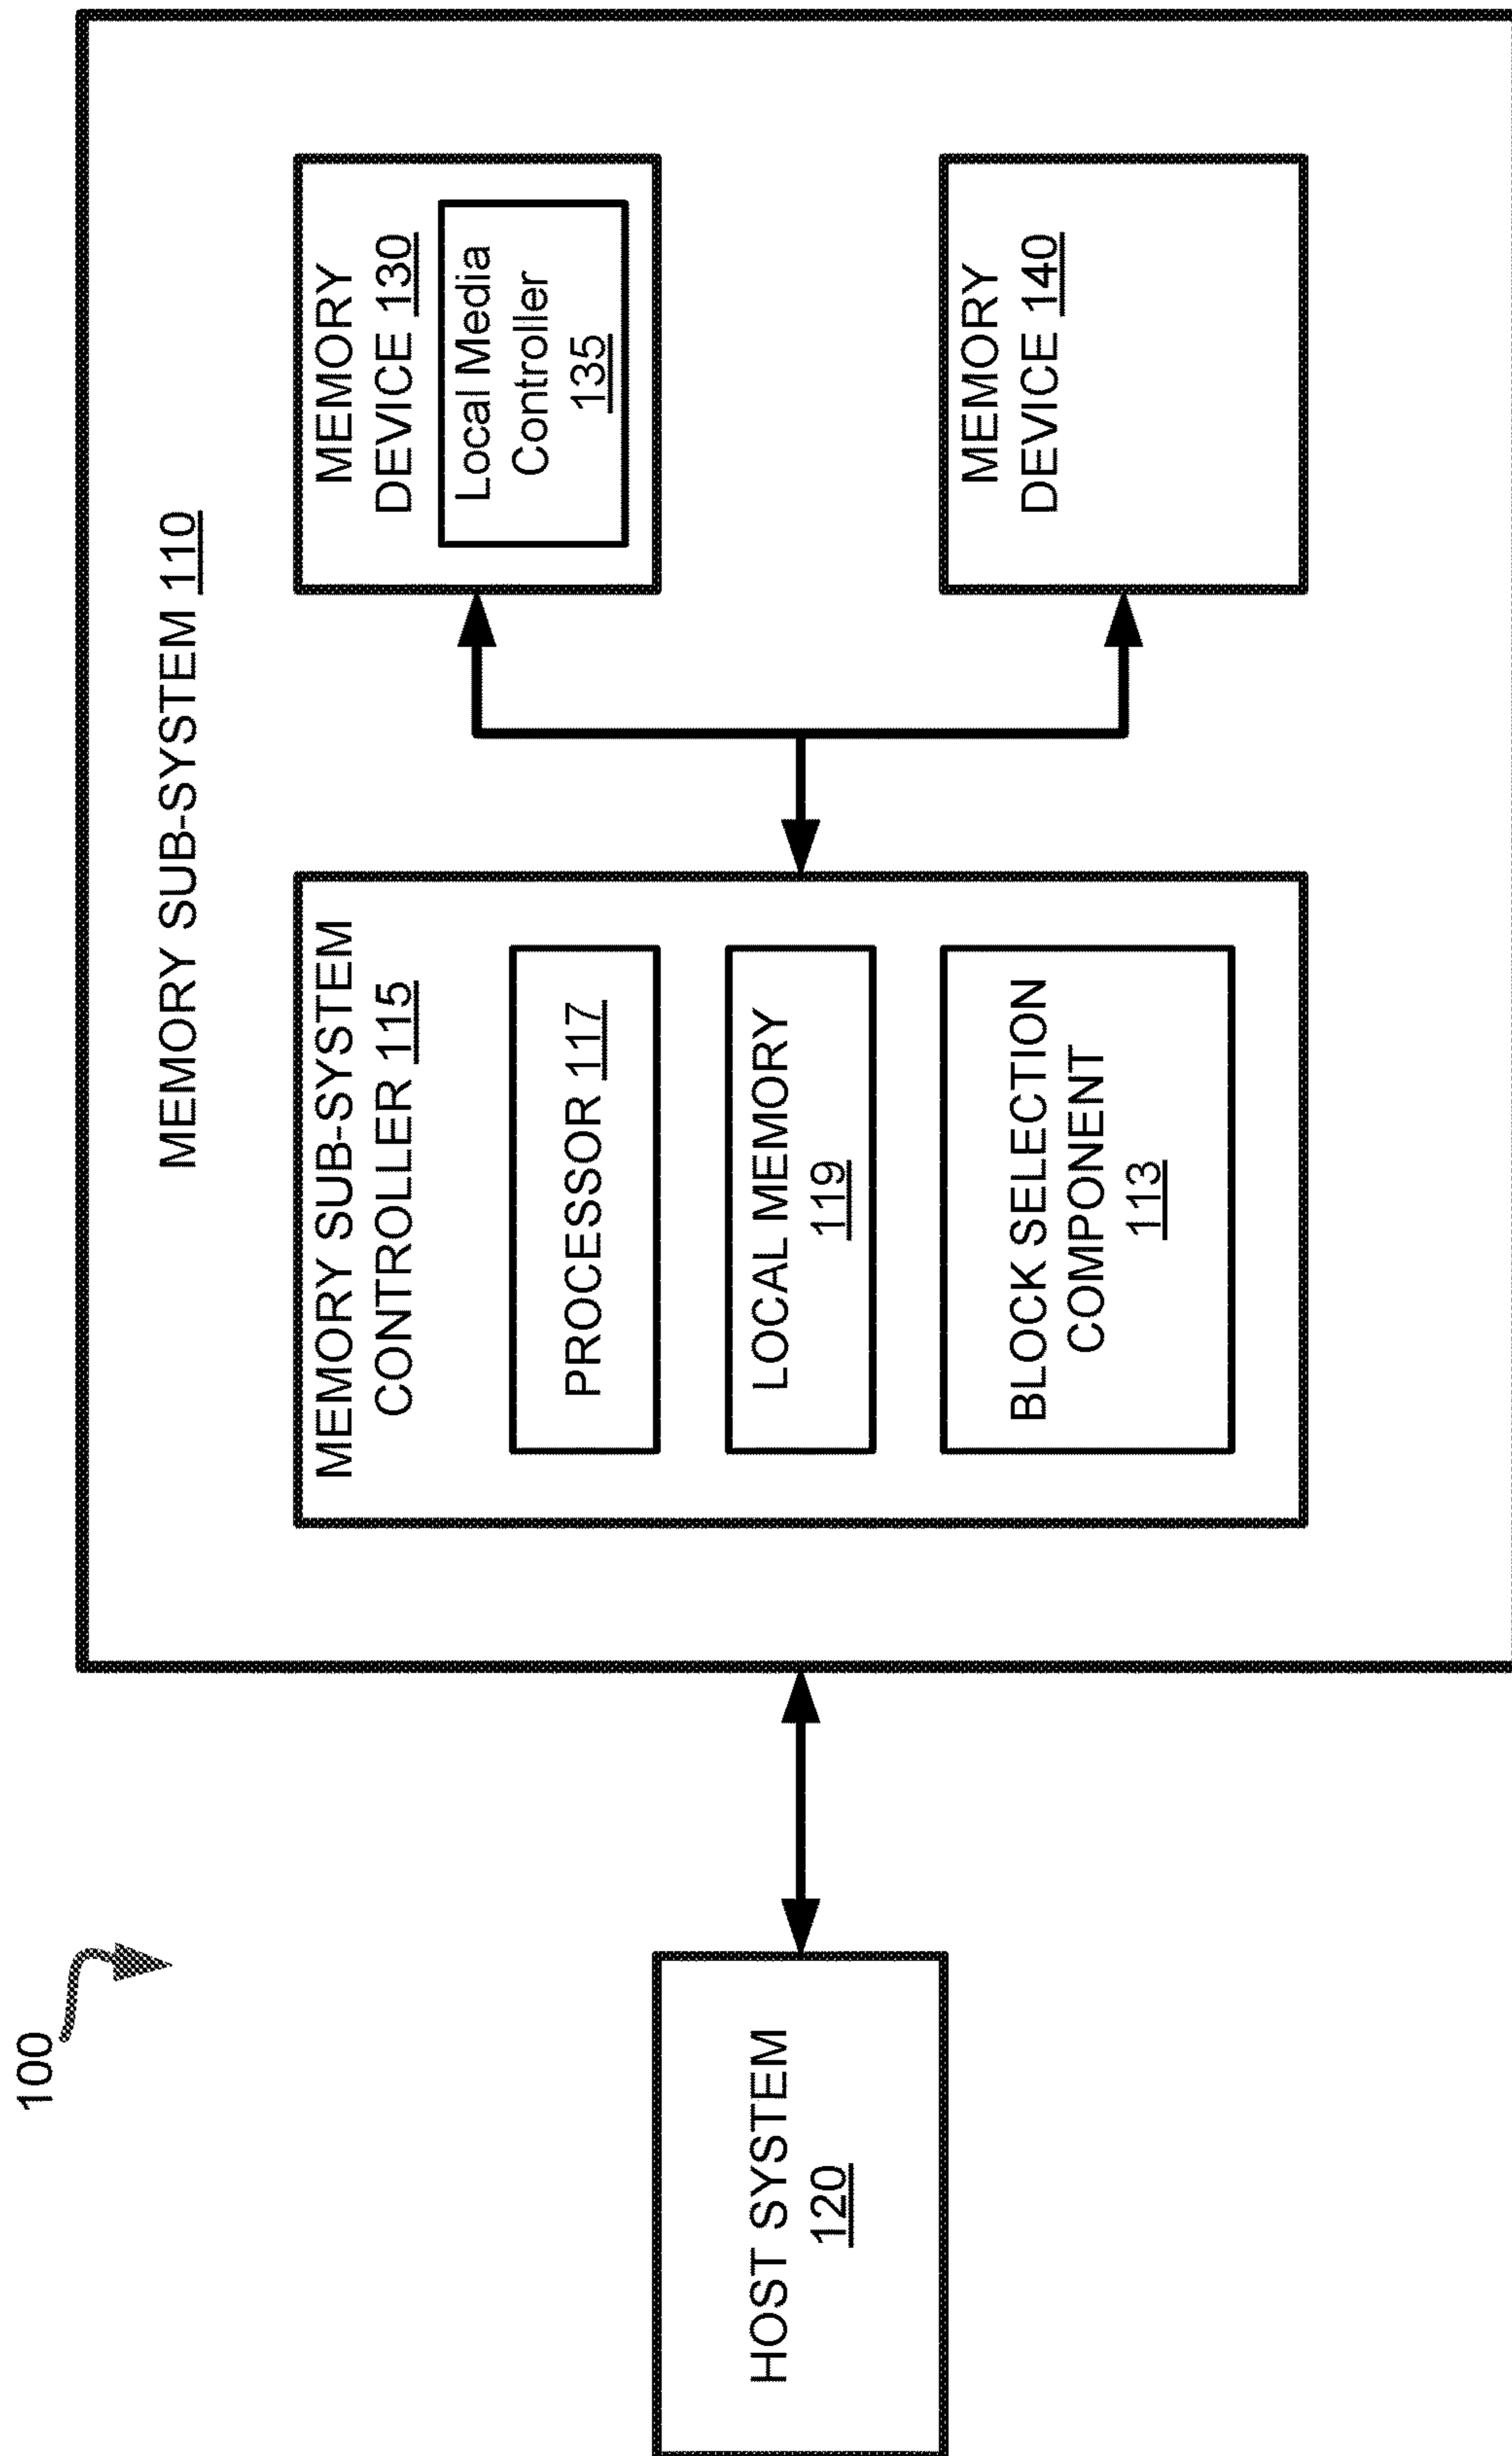 100
MEMORY SUB-SYSTEM 110
HOST SYSTEM
120
MEMORY SUB-SYSTEM
CONTROLLER 115
PROCESSOR 117
LOCAL MEMORY
119
BLOCK SELECTION
COMPONENT
113
MEMORY
DEVICE 130
Local Media
Controller
135
MEMORY
DEVICE 140